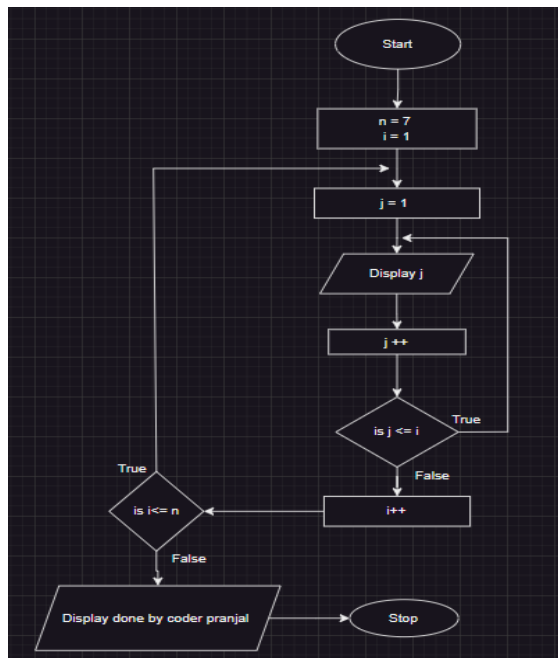 Start
n = 7
i = 1
j = 1
Display j
j ++
is j <= i
True
False
i++
is i<= n
True
False
Display done by coder pranjal
Stop